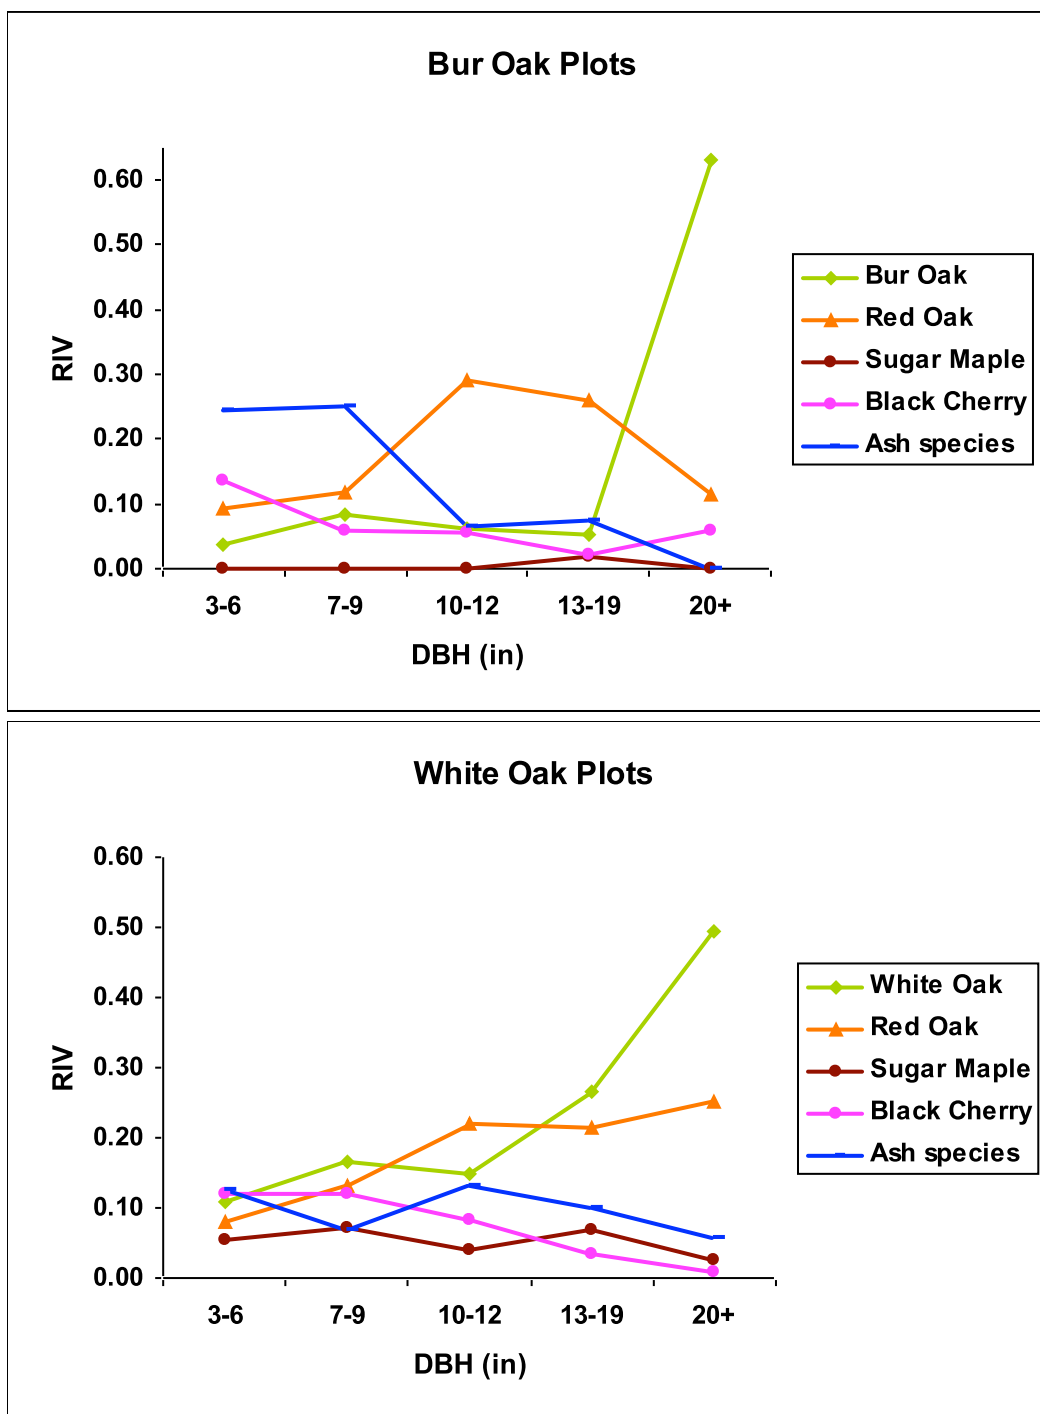 Bur Oak Plots
0.60
0.50
0.40
0.30
0.20
0.10
0.00
RIV
3-6 7-9 10-12 13-19 20+
DBH (in)
Bur Oak
Red Oak
Sugar Maple
Black Cherry
Ash species
White Oak Plots
0.60
0.50
0.40
0.30
0.20
0.10
0.00
RIV
3-6 7-9 10-12 13-19 20+
DBH (in)
White Oak
Red Oak
Sugar Maple
Black Cherry
Ash species